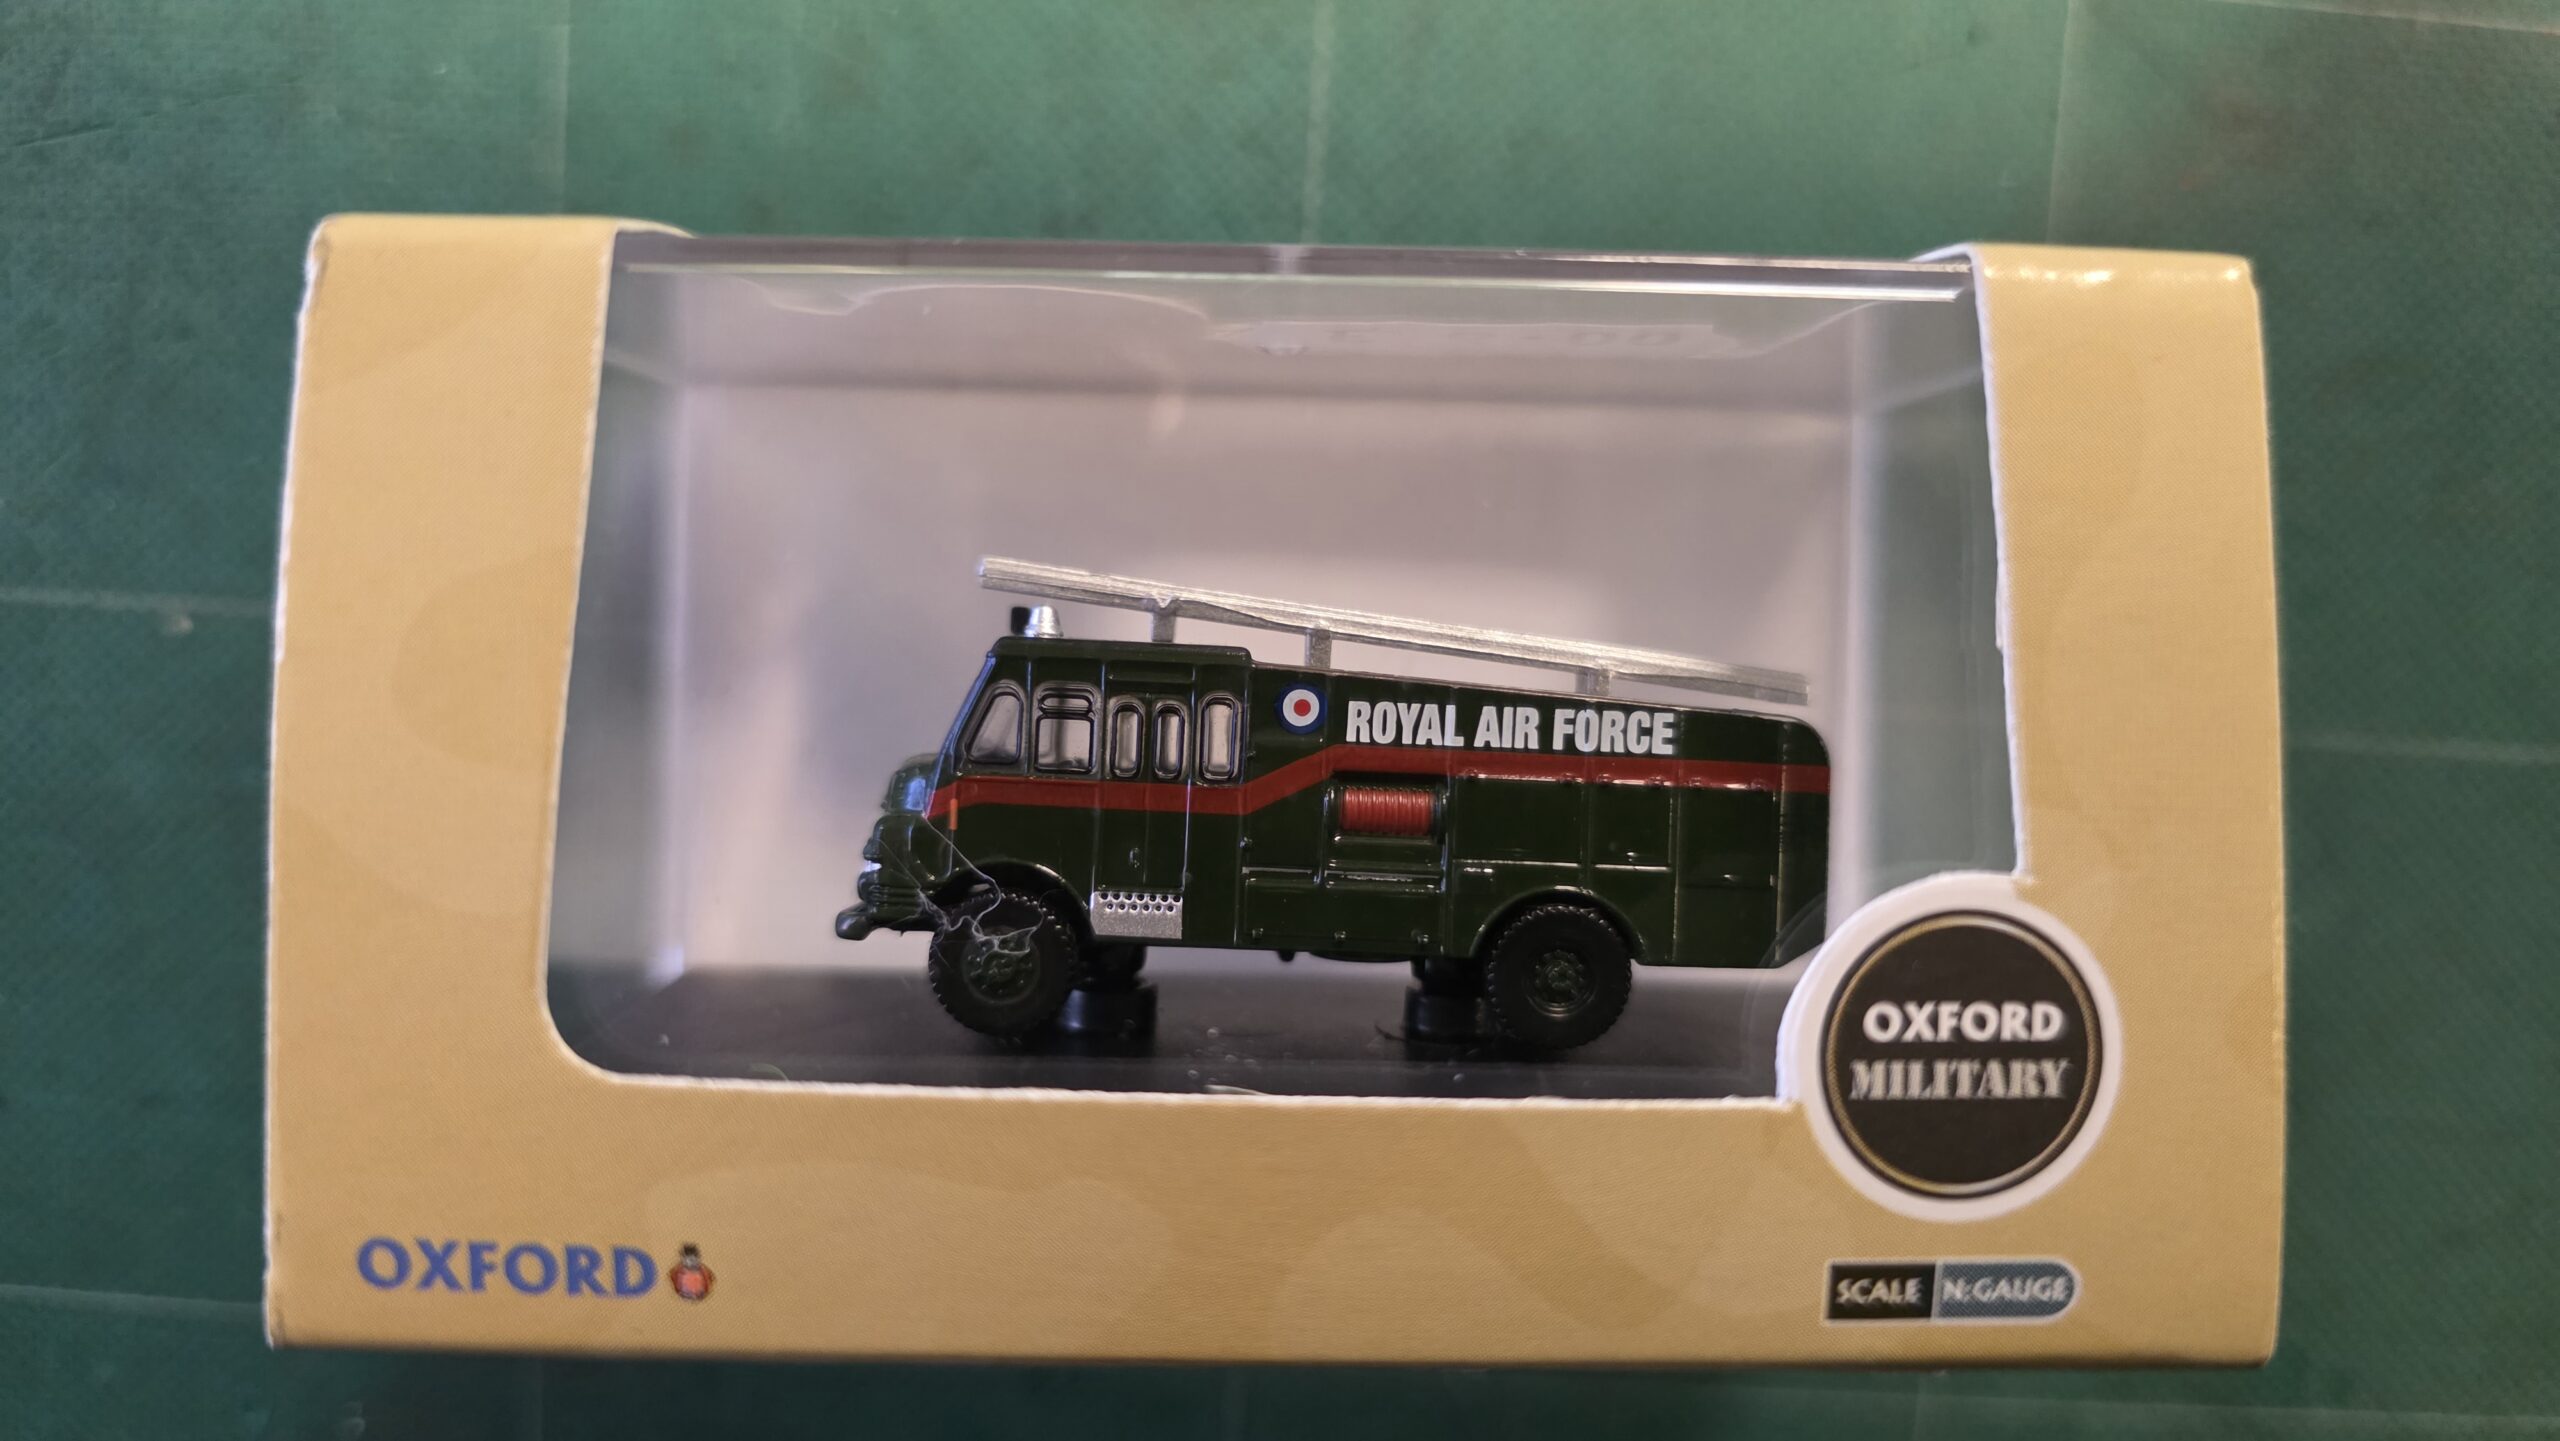 ROYAL AIR FORCE
OXFORD
MILITARY
OXFORD
SCALE N:GAUGE